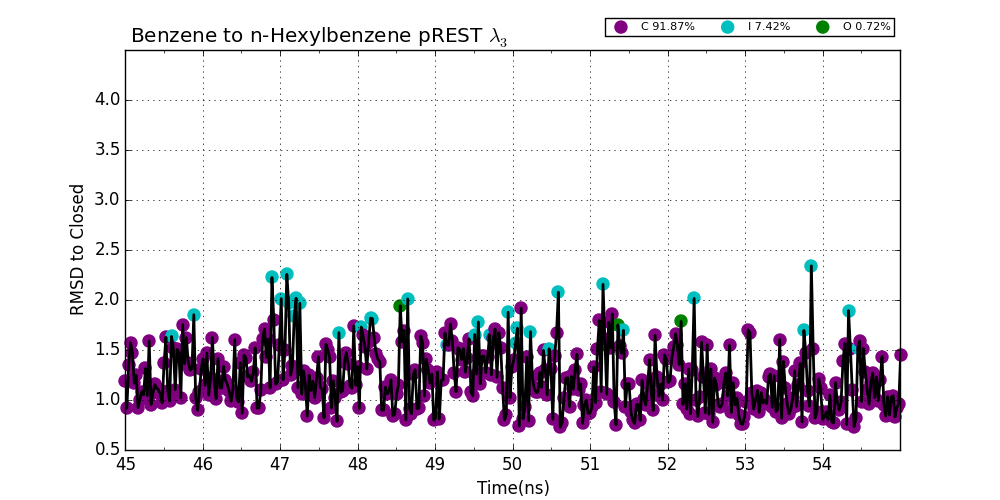 Benzene to n-Hexylbenzene pREST λ₃
C 91.87% I 7.42% O 0.72%
RMSD to Closed
4.0
3.5
3.0
2.5
2.0
1.5
1.0
0.5
45 46 47 48 49 50 51 52 53 54
Time(ns)